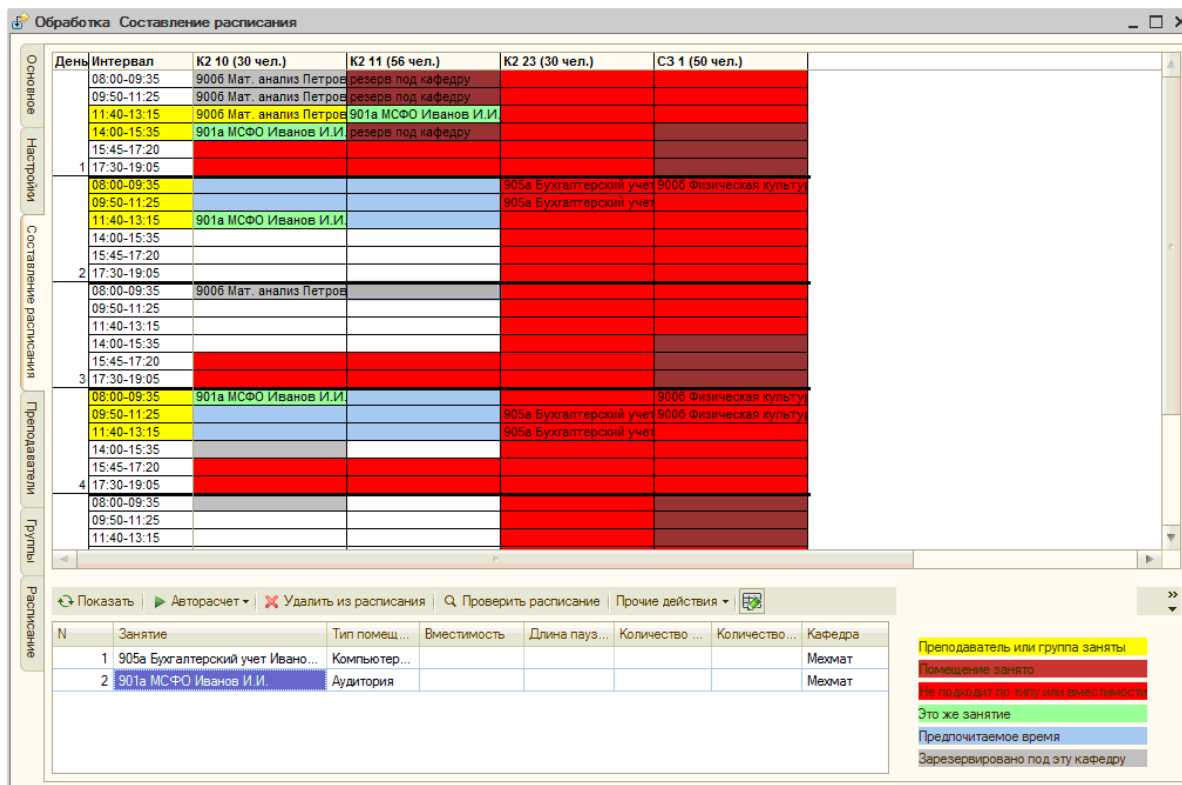 Обработка Составление расписания
Основное
Настройки
Составление расписания
Преподаватели
Группы
Расписание
День Интервал К2 10 (30 чел.) К2 11 (56 чел.) К2 23 (30 чел.) СЗ 1 (50 чел.)
08:00-09:35 900б Мат. анализ Петров резерв под кафедру
09:50-11:25 900б Мат. анализ Петров резерв под кафедру
11:40-13:15 900б Мат. анализ Петров 901а МСФО Иванов И.И.
14:00-15:35 901а МСФО Иванов И.И. резерв под кафедру
15:45-17:20
1 17:30-19:05
08:00-09:35 905а Бухгалтерский учет 900б Физическая культур
09:50-11:25 905а Бухгалтерский учет
11:40-13:15 901а МСФО Иванов И.И.
14:00-15:35
15:45-17:20
2 17:30-19:05
08:00-09:35 900б Мат. анализ Петров
09:50-11:25
11:40-13:15
14:00-15:35
15:45-17:20
3 17:30-19:05
08:00-09:35 901а МСФО Иванов И.И. 900б Физическая культур
09:50-11:25 905а Бухгалтерский учет 900б Физическая культур
11:40-13:15 905а Бухгалтерский учет
14:00-15:35
15:45-17:20
4 17:30-19:05
08:00-09:35
09:50-11:25
11:40-13:15
Показать Авторасчет Удалить из расписания Проверить расписание Прочие действия
N Занятие Тип помещ... Вместимость Длина пауз... Количество ... Количество... Кафедра
1 905а Бухгалтерский учет Ивано... Компьютер... Мехмат
2 901а МСФО Иванов И.И. Аудитория Мехмат
Преподаватель или группа заняты
Помещение занято
Не подходит по типу или вместимости
Это же занятие
Предпочитаемое время
Зарезервировано под эту кафедру